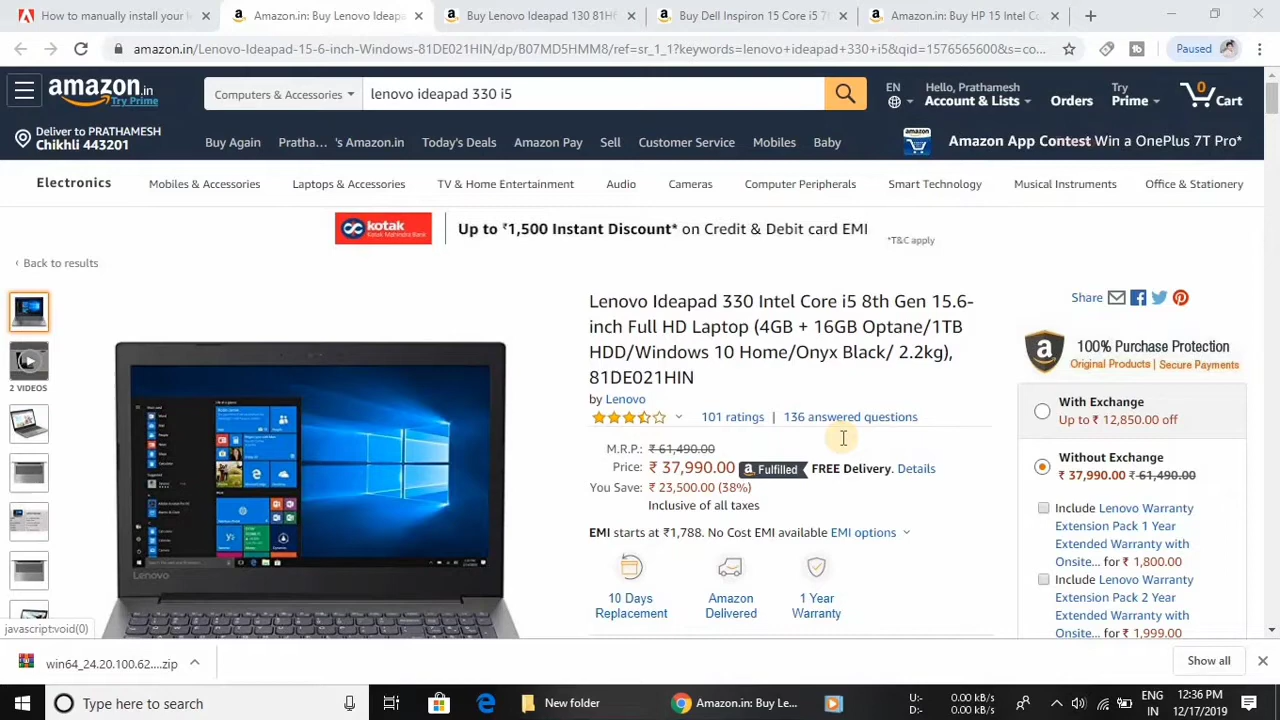 How to manually install your
Amazon.in: Buy Lenovo Ideapa
Buy Lenovo Ideapad 130 81H
Buy Dell Inspiron 15 Core i5 7
Amazon.in: Buy HP 15 Intel Co
amazon.in/Lenovo-Ideapad-15-6-inch-Windows-81DE021HIN/dp/B07MD5HMM8/ref=sr_1_1?keywords=lenovo+ideapad+330+i5&qid=1576565600&s=co...
Paused
amazon.in
Try Prime
Computers & Accessories
lenovo ideapad 330 i5
EN
Hello, Prathamesh
Account & Lists
Orders
Try
Prime
0
Cart
Deliver to PRATHAMESH
Chikhli 443201
Buy Again
Pratha... 's Amazon.in
Today's Deals
Amazon Pay
Sell
Customer Service
Mobiles
Baby
Amazon App Contest Win a OnePlus 7T Pro*
Electronics
Mobiles & Accessories
Laptops & Accessories
TV & Home Entertainment
Audio
Cameras
Computer Peripherals
Smart Technology
Musical Instruments
Office & Stationery
kotak
Kotak Mahindra Bank
Up to ₹1,500 Instant Discount* on Credit & Debit card EMI
*T&C apply
‹ Back to results
2 VIDEOS
Lenovo
Lenovo Ideapad 330 Intel Core i5 8th Gen 15.6-
inch Full HD Laptop (4GB + 16GB Optane/1TB
HDD/Windows 10 Home/Onyx Black/ 2.2kg),
81DE021HIN
by Lenovo
101 ratings | 136 answered questions
M.R.P.: ₹ 61,490.00
Price: ₹ 37,990.00 a Fulfilled FREE Delivery. Details
You Save: ₹ 23,500.00 (38%)
Inclusive of all taxes
EMI starts at ₹1,788. No Cost EMI available EMI options
10 Days
Replacement
Amazon
Delivered
1 Year
Warranty
Share
100% Purchase Protection
Original Products | Secure Payments
With Exchange
Up to ₹ 12,850.00 off
Without Exchange
₹ 37,990.00 ₹ 61,490.00
Include Lenovo Warranty
Extension Pack 1 Year
Extended Warranty with
Onsite... for ₹ 1,800.00
Include Lenovo Warranty
Extension Pack 2 Year
Extended Warranty with
Onsite... for ₹ 1,999.00
javascript:void(0)
win64_24.20.100.62....zip
Show all
Type here to search
New folder
Amazon.in: Buy Le...
U:- 0.00 kB/s
D:- 0.00 kB/s
ENG
IN
12:36 PM
12/17/2019